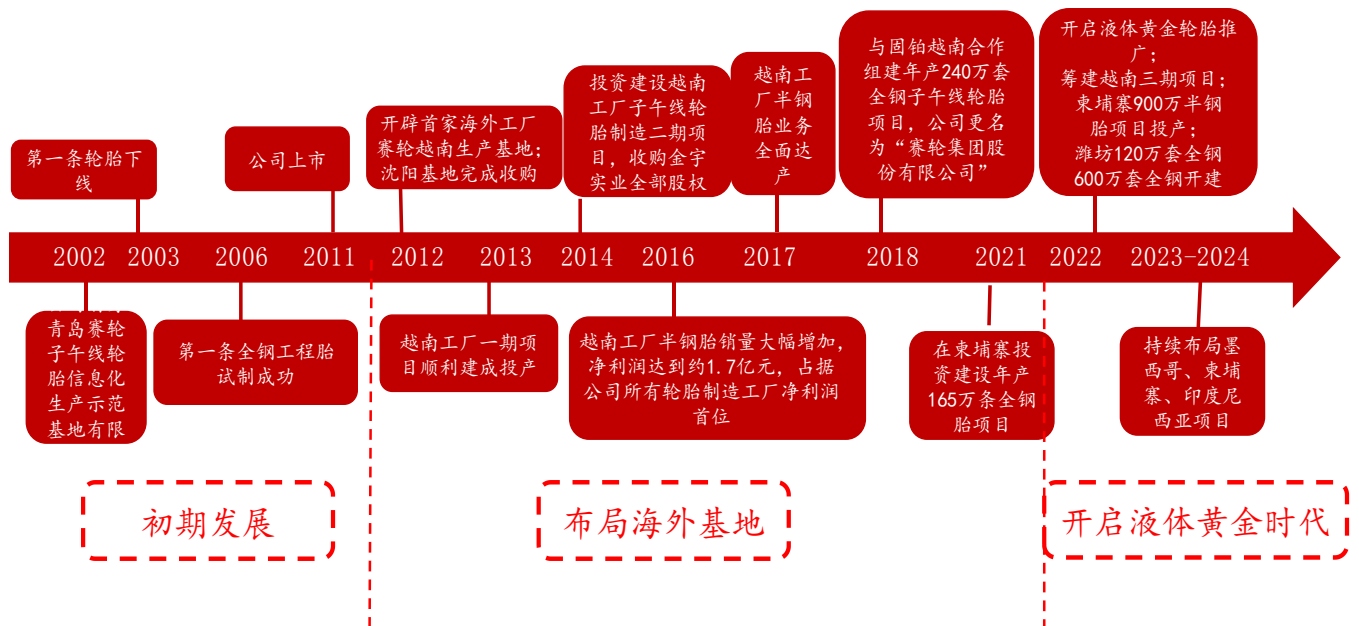 第一条轮胎下
线
公司上市
开辟首家海外工厂
赛轮越南生产基地；
沈阳基地完成收购
投资建设越南
工厂子午线轮
胎制造二期项
目，收购金宇
实业全部股权
越南工
厂半钢
胎业务
全面达
产
与固铂越南合作
组建年产240万套
全钢子午线轮胎
项目，公司更名
为“赛轮集团股
份有限公司”
开启液体黄金轮胎推
广；
筹建越南三期项目；
柬埔寨900万半钢
胎项目投产；
潍坊120万套全钢
600万套全钢开建
2002 2003 2006 2011 2012 2013 2014 2016 2017 2018 2021 2022 2023-2024
青岛赛轮
子午线轮
胎信息化
生产示范
基地有限
第一条全钢工程胎
试制成功
越南工厂一期项
目顺利建成投产
越南工厂半钢胎销量大幅增加，
净利润达到约1.7亿元，占据
公司所有轮胎制造工厂净利润
首位
在柬埔寨投
资建设年产
165万条全钢
胎项目
持续布局墨
西哥、柬埔
寨、印度尼
西亚项目
初期发展
布局海外基地
开启液体黄金时代